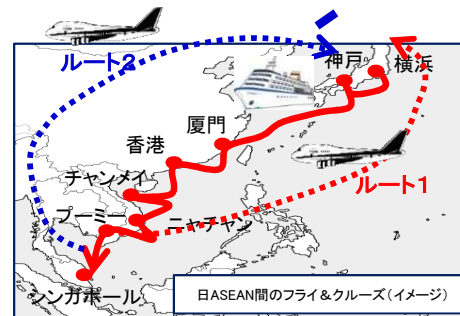 ルート2
神戸
横浜
厦門
香港
チャンメイ
ルート1
プーミー
ニャチャン
シンガポール
日ASEAN間のフライ&クルーズ(イメージ)